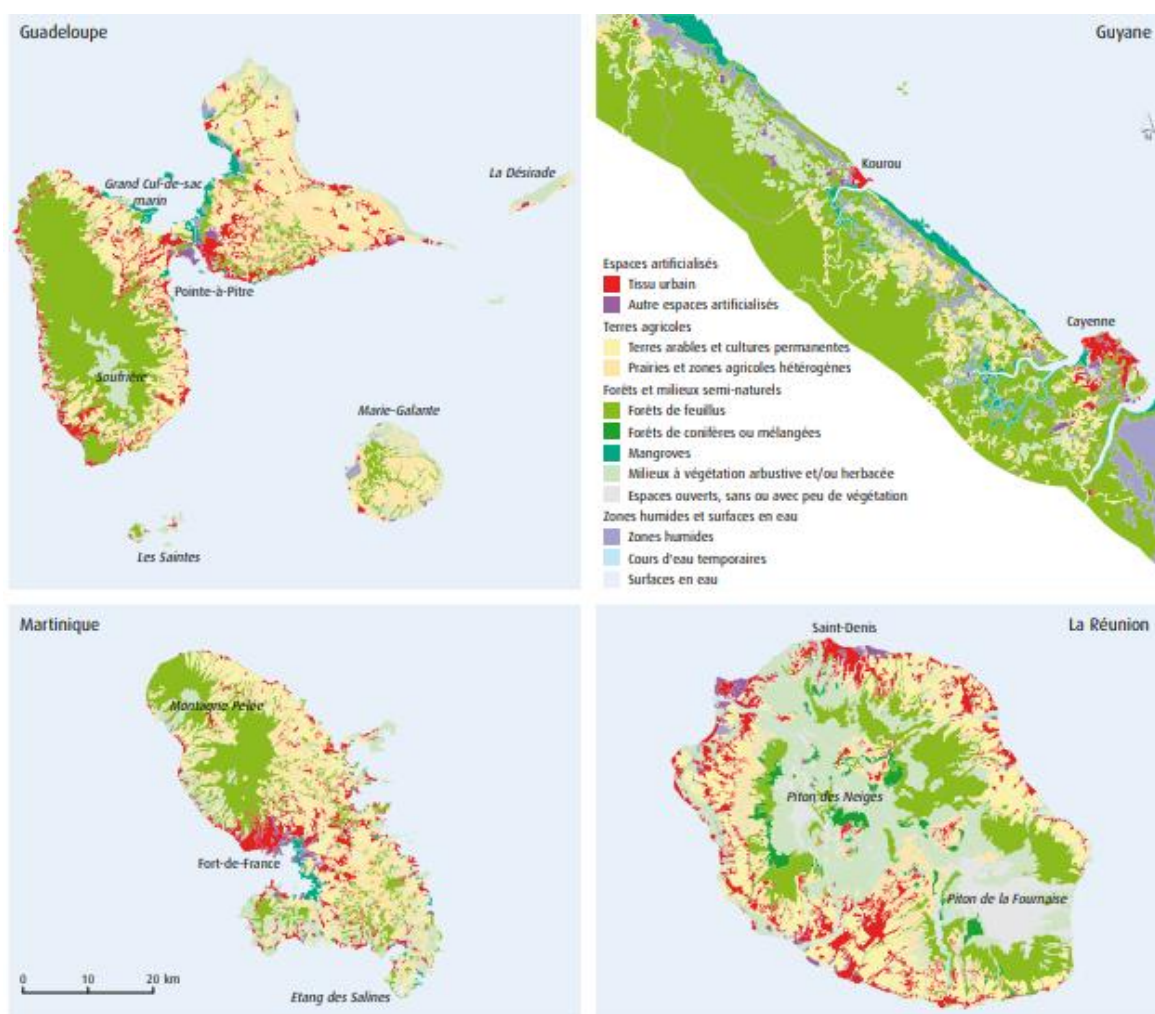 Guadeloupe
Grand Cul-de-sac
marin
La Désirade
Pointe-à-Pitre
Soufrière
Marie-Galante
Les Saintes
Guyane
Kourou
Cayenne
Espaces artificialisés
Tissu urbain
Autre espaces artificialisés
Terres agricoles
Terres arables et cultures permanentes
Prairies et zones agricoles hétérogènes
Forêts et milieux semi-naturels
Forêts de feuillus
Forêts de conifères ou mélangées
Mangroves
Milieux à végétation arbustive et/ou herbacée
Espaces ouverts, sans ou avec peu de végétation
Zones humides et surfaces en eau
Zones humides
Cours d'eau temporaires
Surfaces en eau
Martinique
Montagne Pelée
Fort-de-France
Etang des Salines
0 10 20 km
La Réunion
Saint-Denis
Piton des Neiges
Piton de la Fournaise